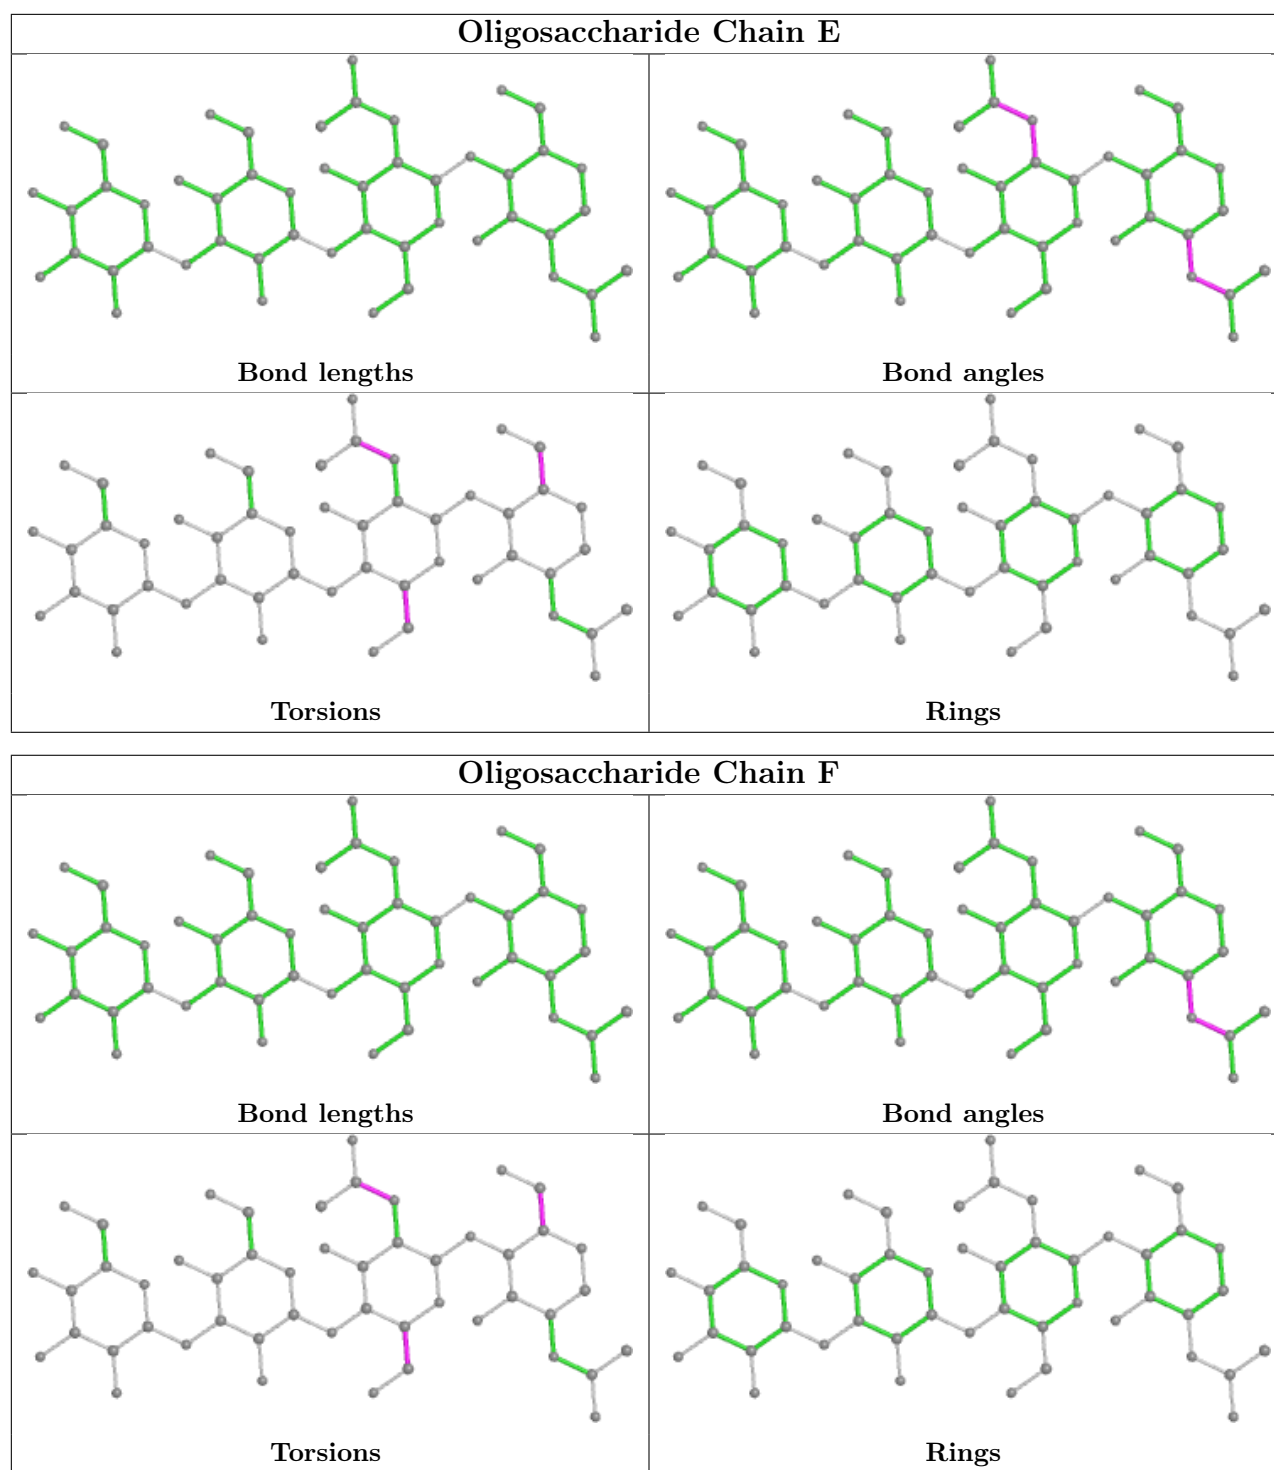 Oligosaccharide Chain E
Bond lengths
Bond angles
Torsions
Rings
Oligosaccharide Chain F
Bond lengths
Bond angles
Torsions
Rings